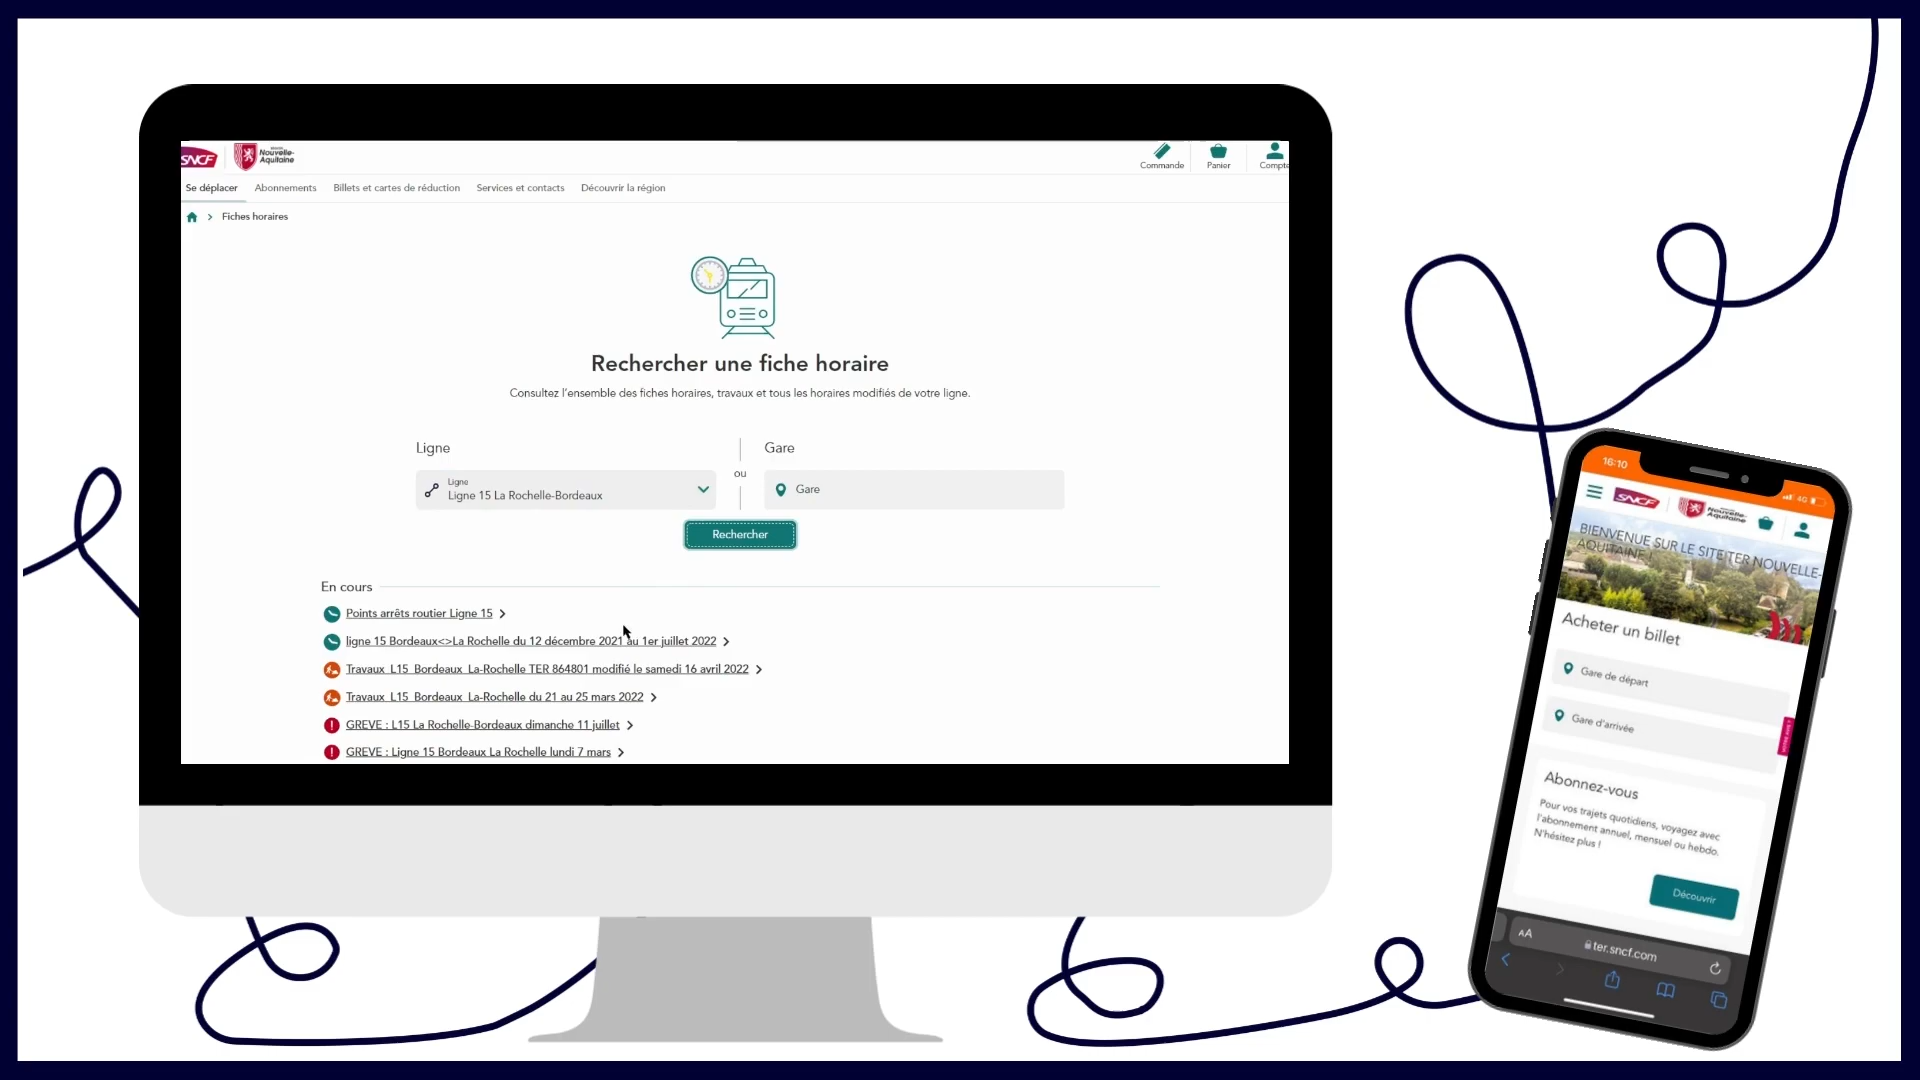 SNCF
Nouvelle-
Aquitaine
Commande
Panier
Compte
Se déplacer
Abonnements
Billets et cartes de réduction
Services et contacts
Découvrir la région
Fiches horaires
Rechercher une fiche horaire
Consultez l'ensemble des fiches horaires, travaux et tous les horaires modifiés de votre ligne.
Ligne
ou
Gare
Ligne
Ligne 15 La Rochelle-Bordeaux
Gare
Rechercher
En cours
Points arrêts routier Ligne 15
ligne 15 Bordeaux<>La Rochelle du 12 décembre 2021 au 1er juillet 2022
Travaux L15 Bordeaux La-Rochelle TER 864801 modifié le samedi 16 avril 2022
Travaux L15 Bordeaux La-Rochelle du 21 au 25 mars 2022
GREVE : L15 La Rochelle-Bordeaux dimanche 11 juillet
GREVE : Ligne 15 Bordeaux La Rochelle lundi 7 mars
16:10
4G
SNCF
Nouvelle-
Aquitaine
BIENVENUE SUR LE SITE TER NOUVELLE-
AQUITAINE !
Acheter un billet
Gare de départ
Gare d'arrivée
Abonnez-vous
Pour vos trajets quotidiens, voyagez avec
l'abonnement annuel, mensuel ou hebdo.
N'hésitez plus !
Découvrir
AA
ter.sncf.com